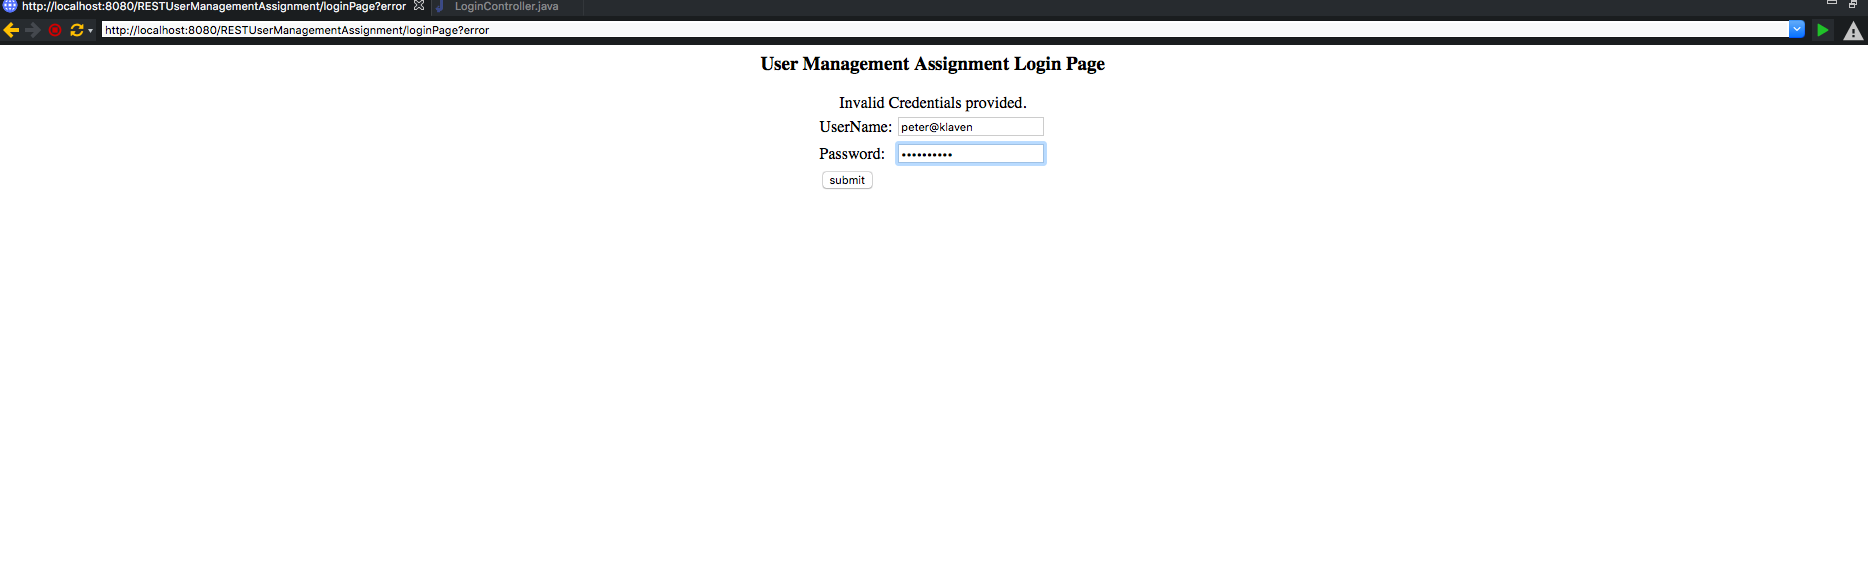 http://localhost:8080/RESTUserManagementAssignment/loginPage?error LoginController.java
http://localhost:8080/RESTUserManagementAssignment/loginPage?error
User Management Assignment Login Page
Invalid Credentials provided.
UserName: peter@klaven
Password: ••••••••••
submit